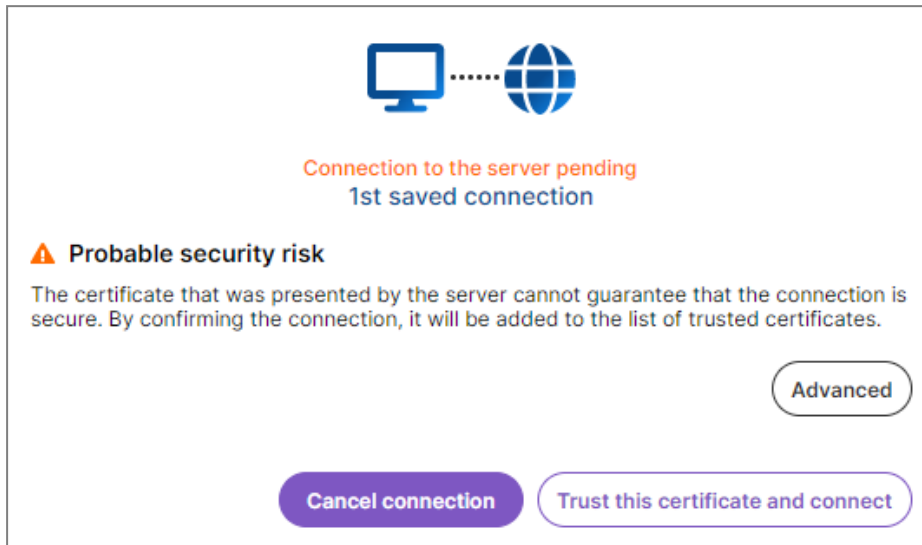 Connection to the server pending
1st saved connection
Probable security risk
The certificate that was presented by the server cannot guarantee that the connection is
secure. By confirming the connection, it will be added to the list of trusted certificates.
Advanced
Cancel connection
Trust this certificate and connect